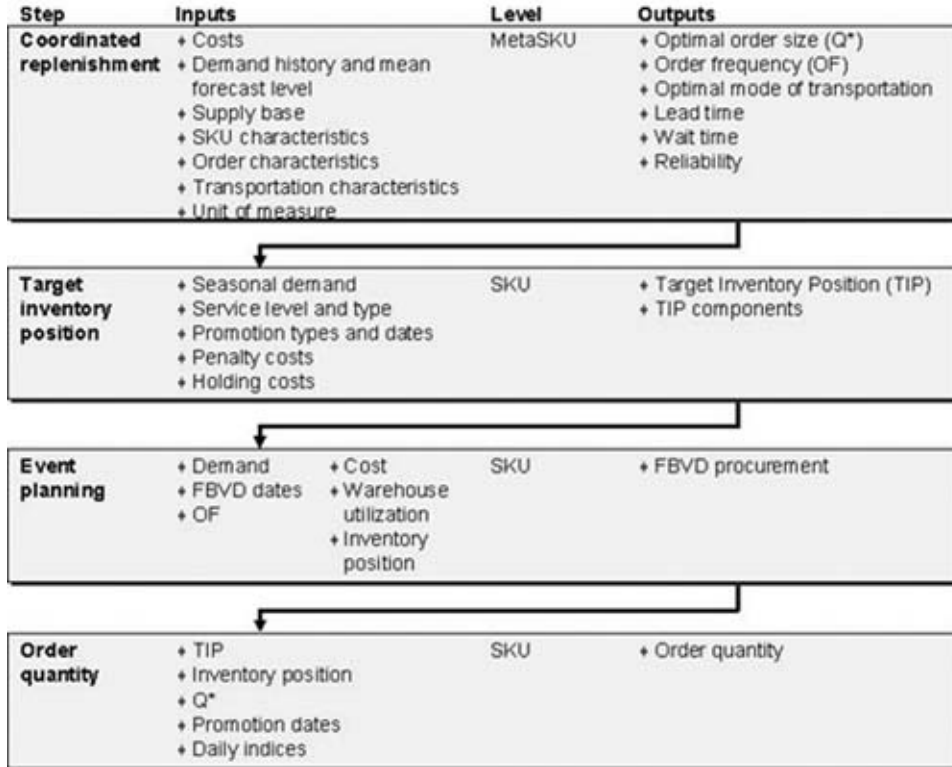 Step Inputs Level Outputs
Coordinated replenishment
MetaSKU
♦ Costs
♦ Demand history and mean
forecast level
♦ Supply base
♦ SKU characteristics
♦ Order characteristics
♦ Transportation characteristics
♦ Unit of measure
♦ Optimal order size (Q*)
♦ Order frequency (OF)
♦ Optimal mode of transportation
♦ Lead time
♦ Wait time
♦ Reliability
Target
inventory
position
♦ Seasonal demand
♦ Service level and type
♦ Promotion types and dates
♦ Penalty costs
♦ Holding costs
SKU
♦ Target Inventory Position (TIP)
♦ TIP components
Event
planning
♦ Demand
♦ FBVD dates
♦ OF
♦ Cost
♦ Warehouse
utilization
♦ Inventory
position
SKU
♦ FBVD procurement
Order
quantity
♦ TIP
♦ Inventory position
♦ Q*
♦ Promotion dates
♦ Daily indices
SKU
♦ Order quantity